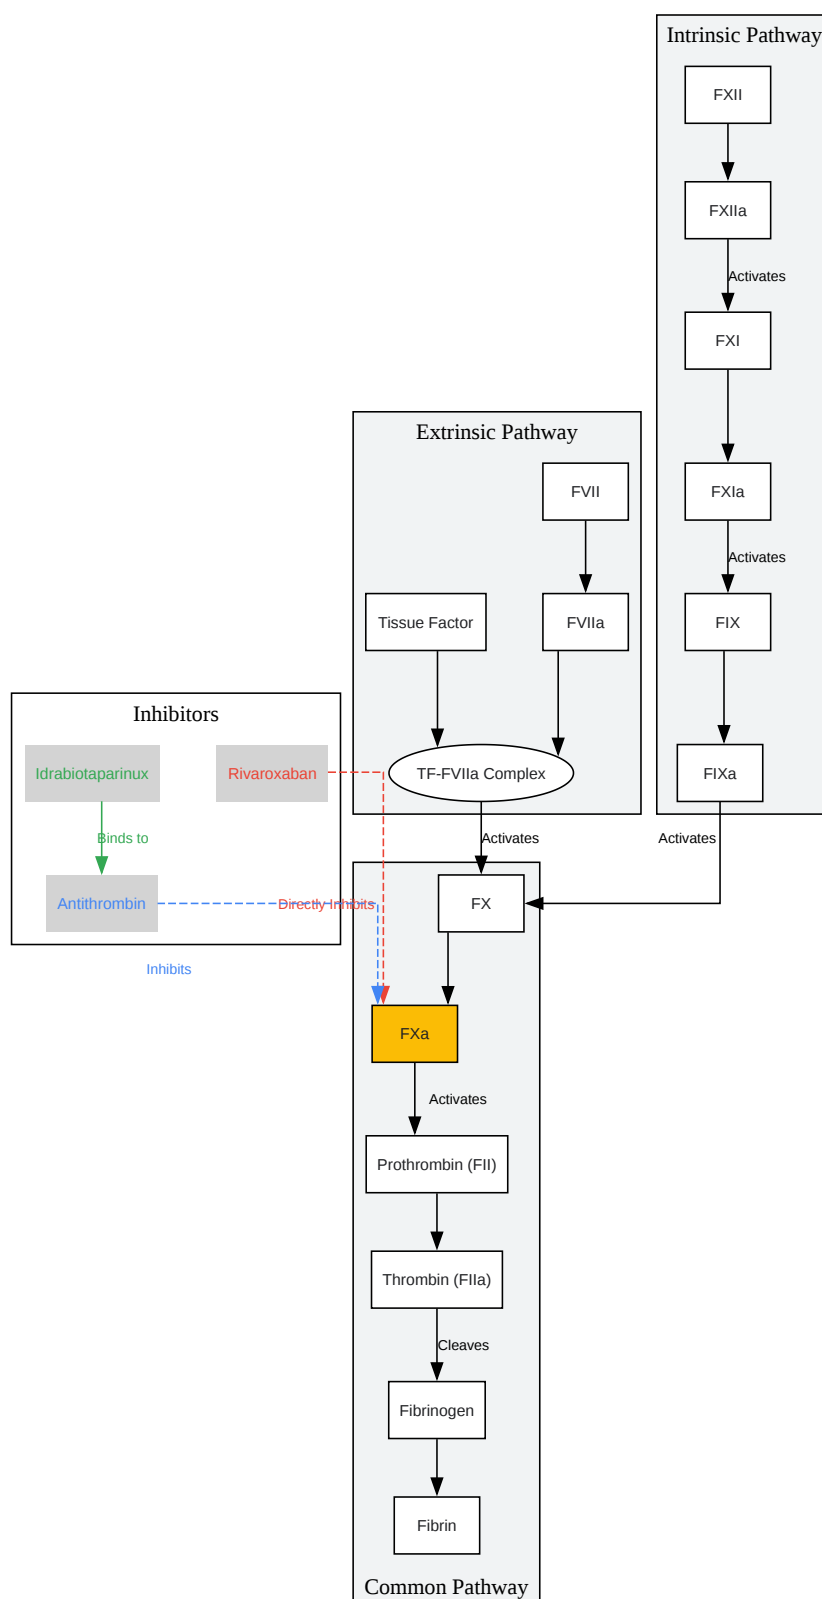 Intrinsic Pathway
FXII
FXIIa
Activates
FXI
FXIa
Activates
FIX
FIXa
Activates
Extrinsic Pathway
FVII
Tissue Factor
FVIIa
TF-FVIIa Complex
Activates
Inhibitors
Idrabiotaparinux
Rivaroxaban
Binds to
Antithrombin
Directly Inhibits
Inhibits
FX
FXa
Activates
Prothrombin (FII)
Thrombin (FIIa)
Cleaves
Fibrinogen
Fibrin
Common Pathway